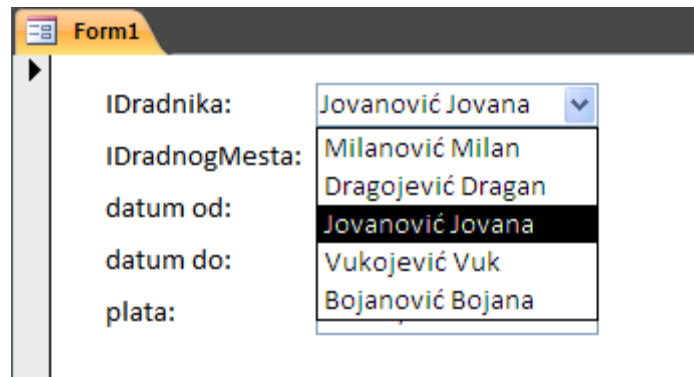 Form1
IDradnika: Jovanović Jovana
IDradnogMesta: Milanović Milan
Dragojević Dragan
datum od:
Jovanović Jovana
datum do: Vukojević Vuk
Bojanović Bojana
plata: